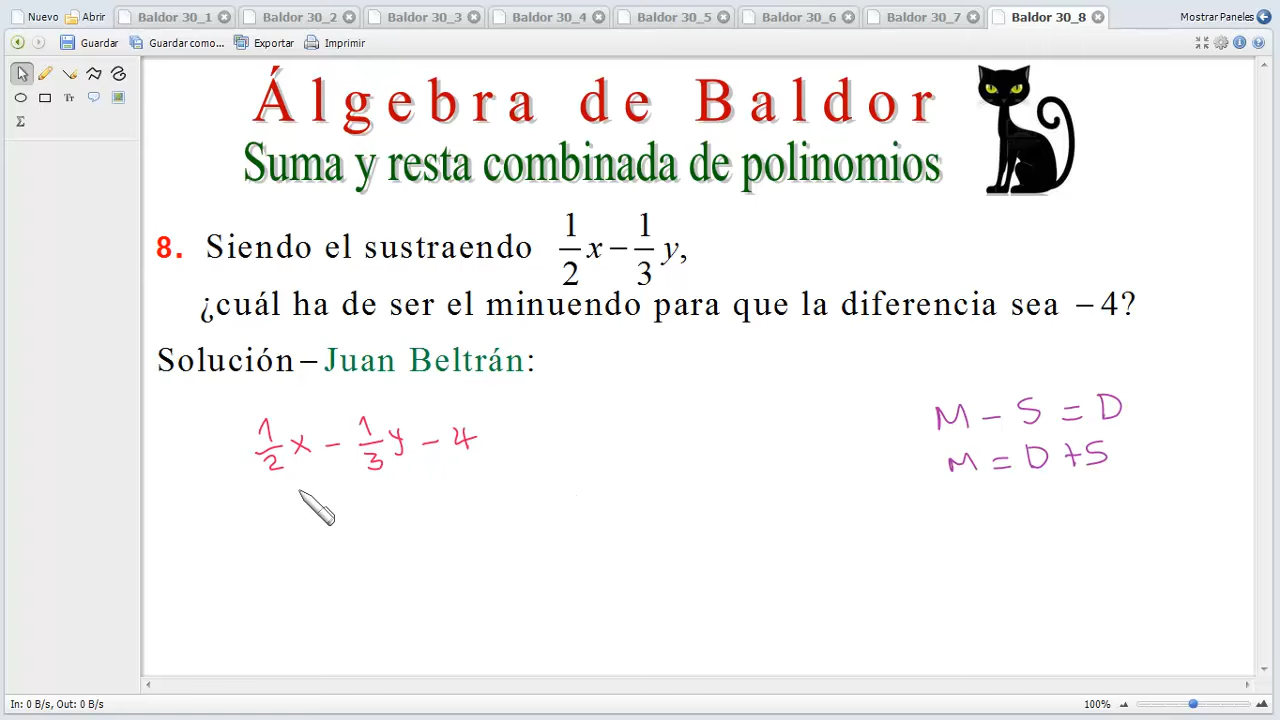 Nuevo Abrir Baldor 30_1 Baldor 30_2 Baldor 30_3 Baldor 30_4 Baldor 30_5 Baldor 30_6 Baldor 30_7 Baldor 30_8 Mostrar Paneles
Guardar Guardar como... Exportar Imprimir
Tr
Σ
Álgebra de Baldor
Suma y resta combinada de polinomios
8. Siendo el sustraendo 1/2 x − 1/3 y,
¿cuál ha de ser el minuendo para que la diferencia sea − 4?
Solución – Juan Beltrán:
M − S = D
1/2 x − 1/3 y − 4
M = D + S
In: 0 B/s, Out: 0 B/s 100%